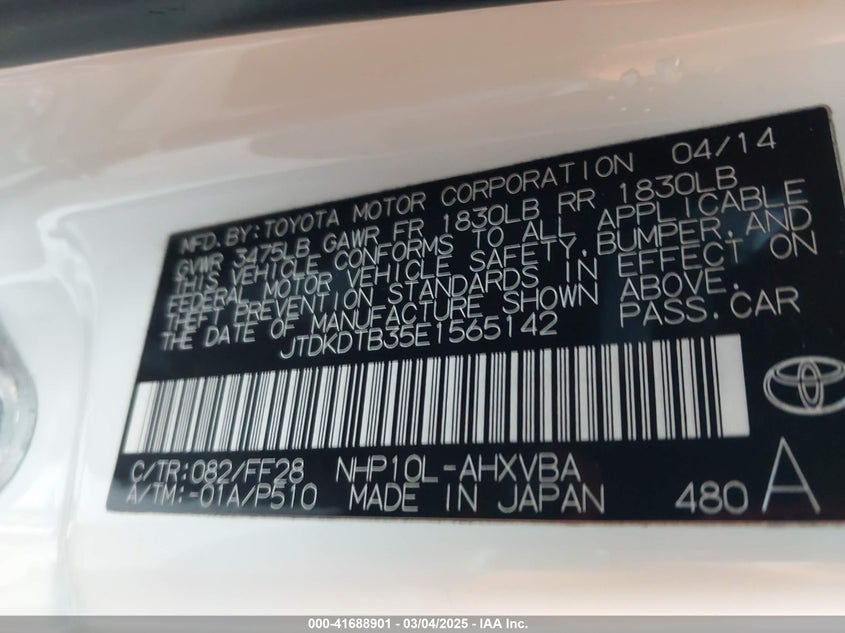 MFD. BY: TOYOTA MOTOR CORPORATION 04/14
GVWR 3475LB GAWR FR 1830LB RR 1830LB
THIS VEHICLE CONFORMS TO ALL APPLICABLE
FEDERAL MOTOR VEHICLE SAFETY, BUMPER, AND
THEFT PREVENTION STANDARDS IN EFFECT ON
THE DATE OF MANUFACTURE SHOWN ABOVE.
JTDKDTB35E1565142 PASS. CAR
C/TR: 082/FF28 NHP10L-AHXVBA
A/TM: -01A/P510 MADE IN JAPAN 480 A
000-41688901 / 03/04/2025 - IAA Inc.